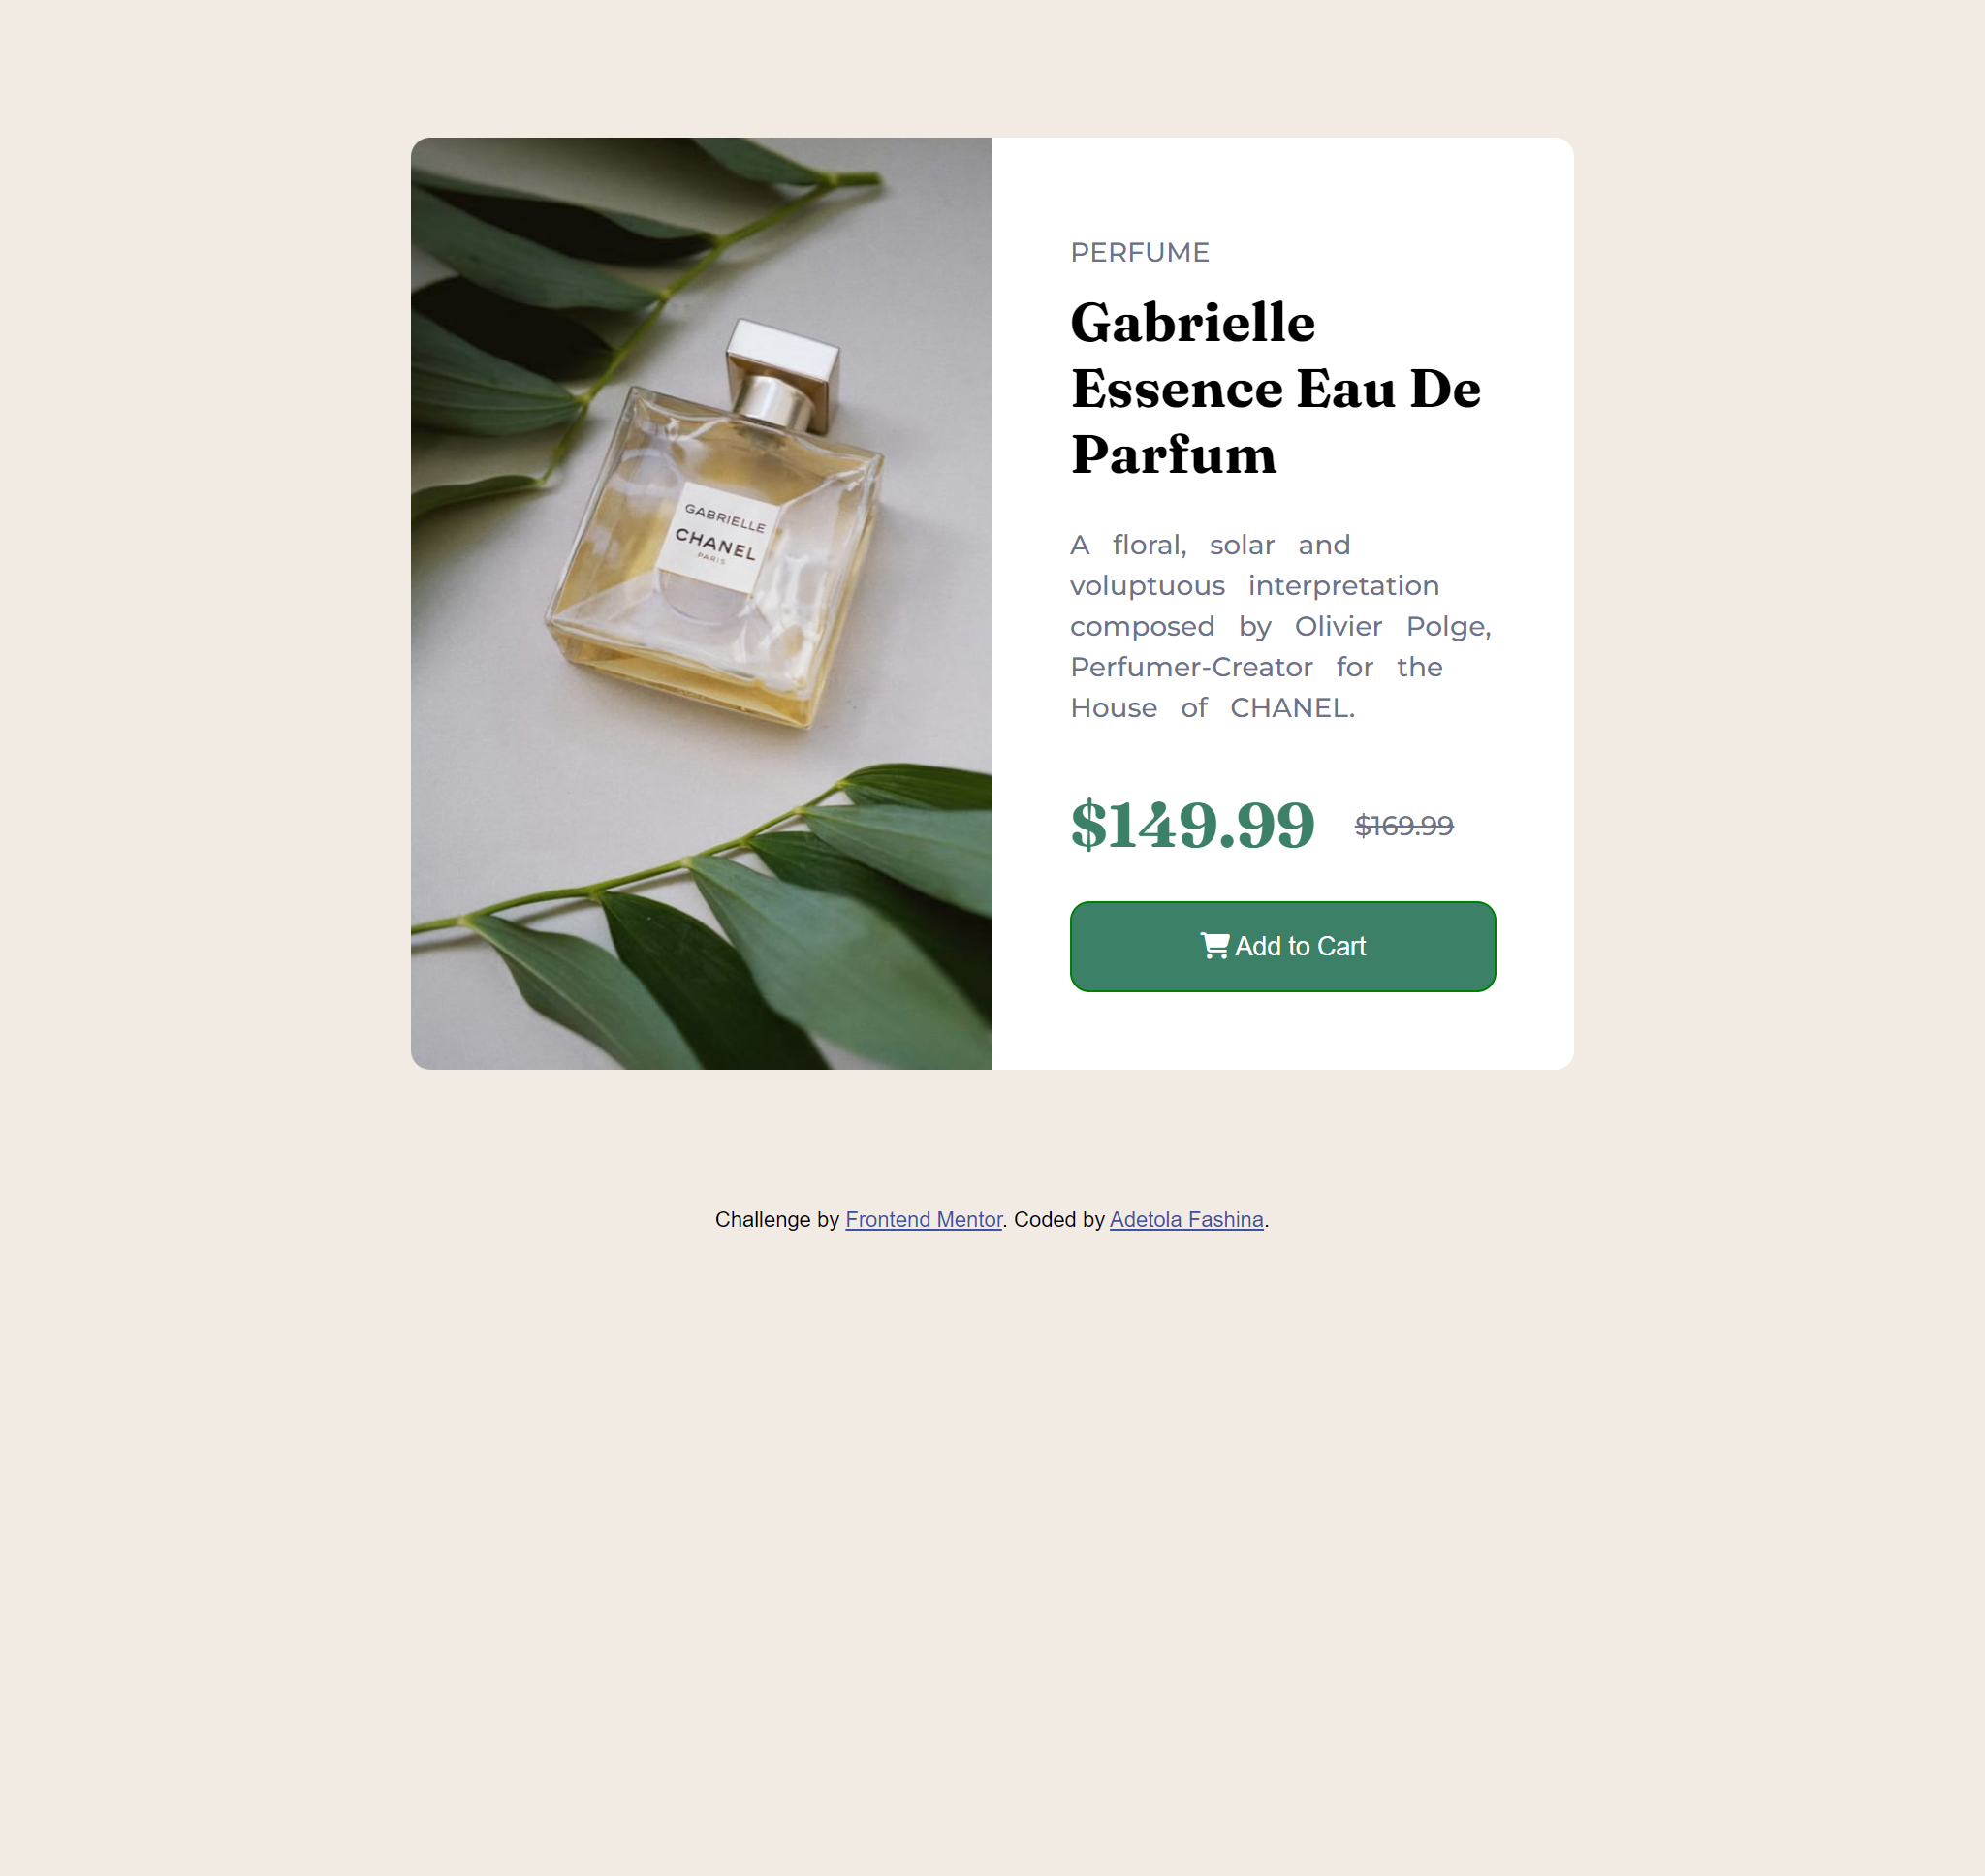 GABRIELLE
CHANEL
PARIS
PERFUME
Gabrielle
Essence Eau De
Parfum
A floral, solar and
voluptuous interpretation
composed by Olivier Polge,
Perfumer-Creator for the
House of CHANEL.
$149.99 $169.99
Add to Cart
Challenge by Frontend Mentor. Coded by Adetola Fashina.